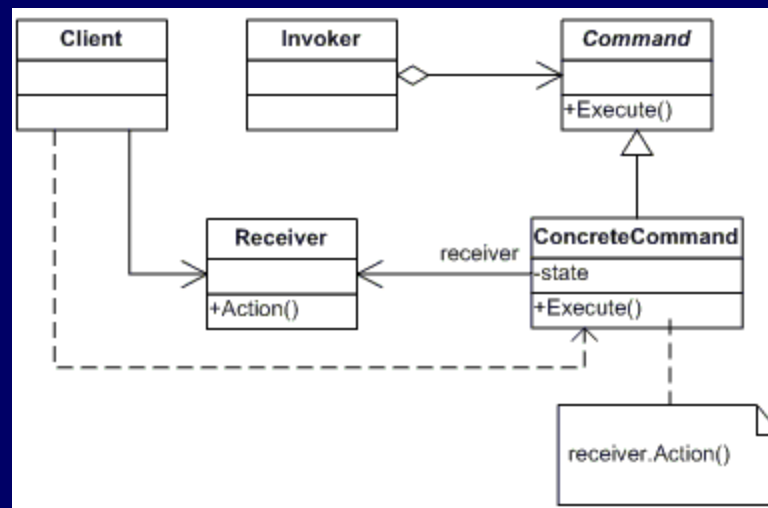 Client
Invoker
Command
+Execute()
Receiver
+Action()
receiver
ConcreteCommand
-state
+Execute()
receiver.Action()